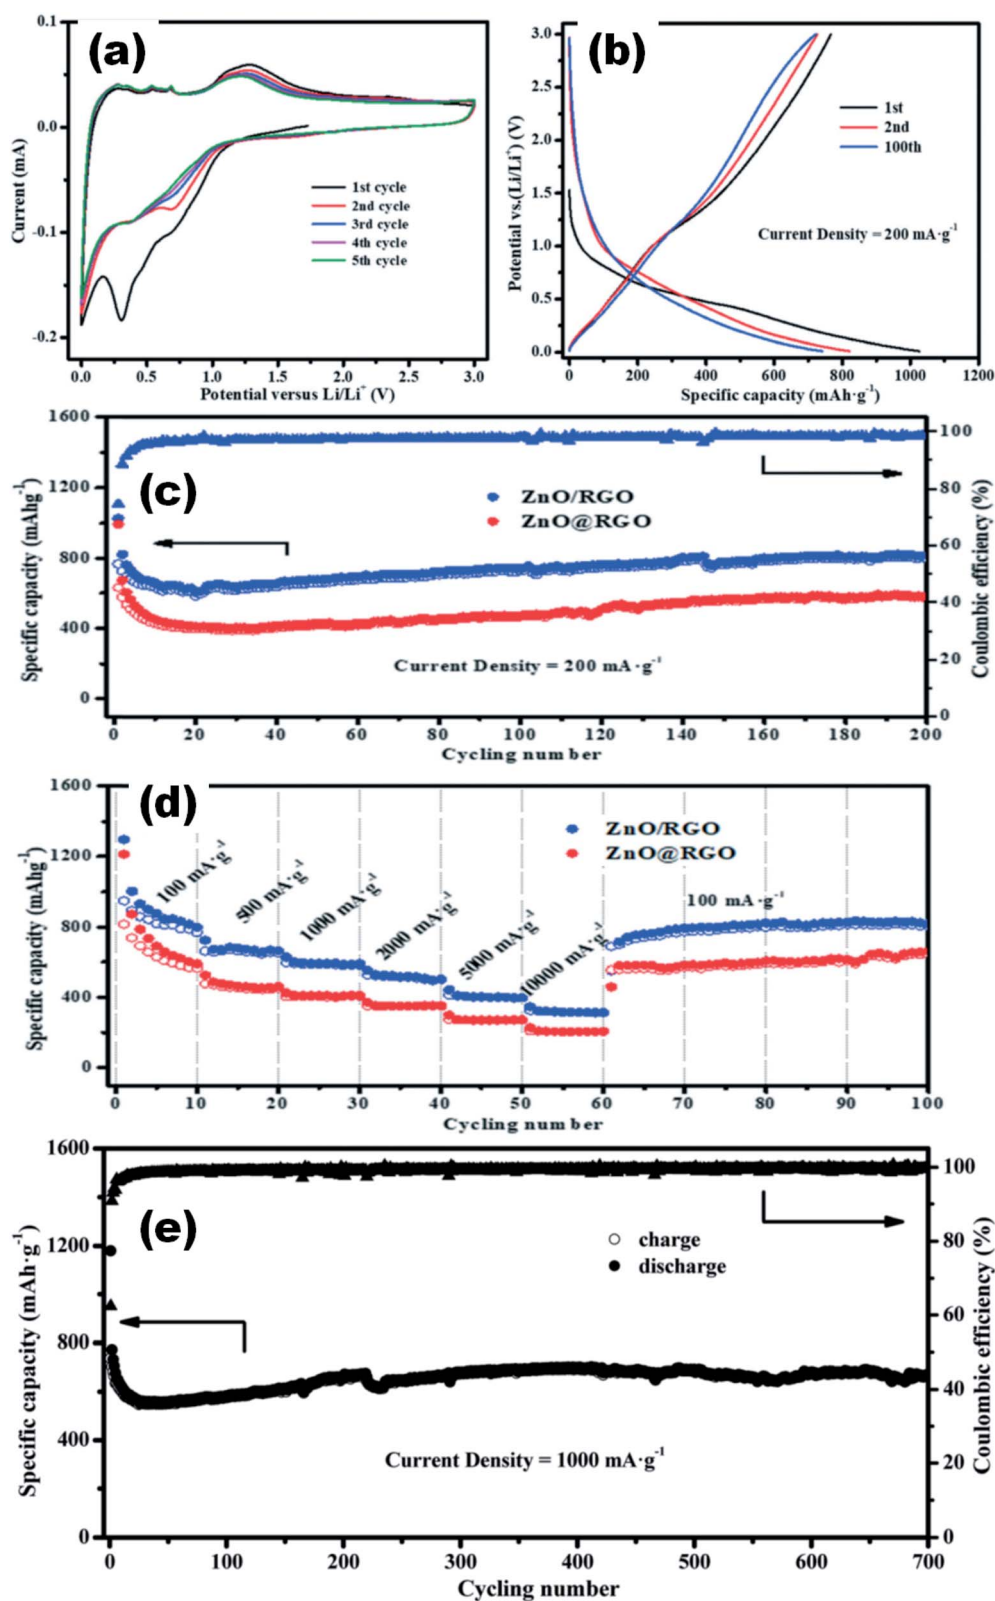 (a)
0.1
0.0
-0.1
-0.2
Current (mA)
1st cycle
2nd cycle
3rd cycle
4th cycle
5th cycle
0.0 0.5 1.0 1.5 2.0 2.5 3.0
Potential versus Li/Li⁺ (V)
(b)
3.0
2.5
2.0
1.5
1.0
0.5
0.0
Potential vs.(Li/Li⁺) (V)
1st
2nd
100th
Current Density = 200 mA·g⁻¹
0 200 400 600 800 1000 1200
Specific capacity (mAh·g⁻¹)
(c)
1600
1200
800
400
0
Specific capacity (mAhg⁻¹)
ZnO/RGO
ZnO@RGO
Current Density = 200 mA·g⁻¹
100
80
60
40
20
0
Coulombic efficiency (%)
0 20 40 60 80 100 120 140 160 180 200
Cycling number
(d)
1600
1200
800
400
0
Specific capacity (mAhg⁻¹)
ZnO/RGO
ZnO@RGO
100 mA·g⁻¹
500 mA·g⁻¹
1000 mA·g⁻¹
2000 mA·g⁻¹
5000 mA·g⁻¹
10000 mA·g⁻¹
100 mA·g⁻¹
0 10 20 30 40 50 60 70 80 90 100
Cycling number
(e)
1600
1200
800
400
0
Specific capacity (mAh·g⁻¹)
charge
discharge
Current Density = 1000 mA·g⁻¹
100
80
60
40
20
0
Coulombic efficiency (%)
0 100 200 300 400 500 600 700
Cycling number